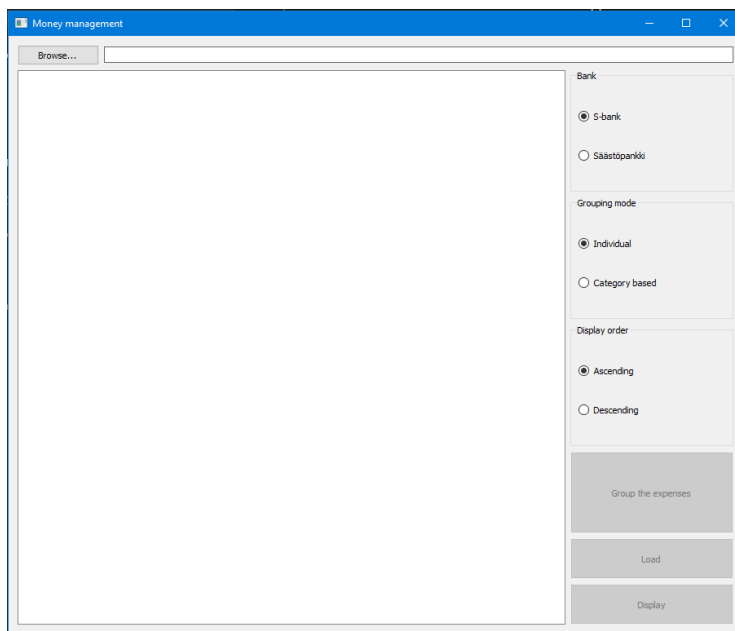 Money management
Browse...
Bank
S-bank
Säästöpankki
Grouping mode
Individual
Category based
Display order
Ascending
Descending
Group the expenses
Load
Display